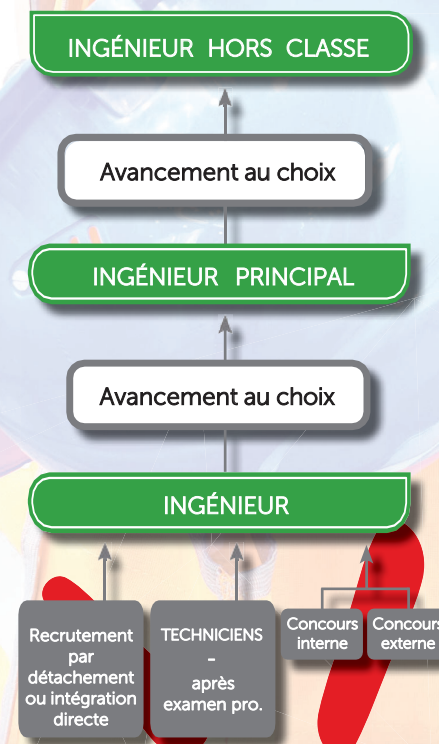 INGÉNIEUR HORS CLASSE
Avancement au choix
INGÉNIEUR PRINCIPAL
Avancement au choix
INGÉNIEUR
Recrutement
par
détachement
ou intégration
directe
TECHNICIENS
–
après
examen pro.
Concours
interne
Concours
externe